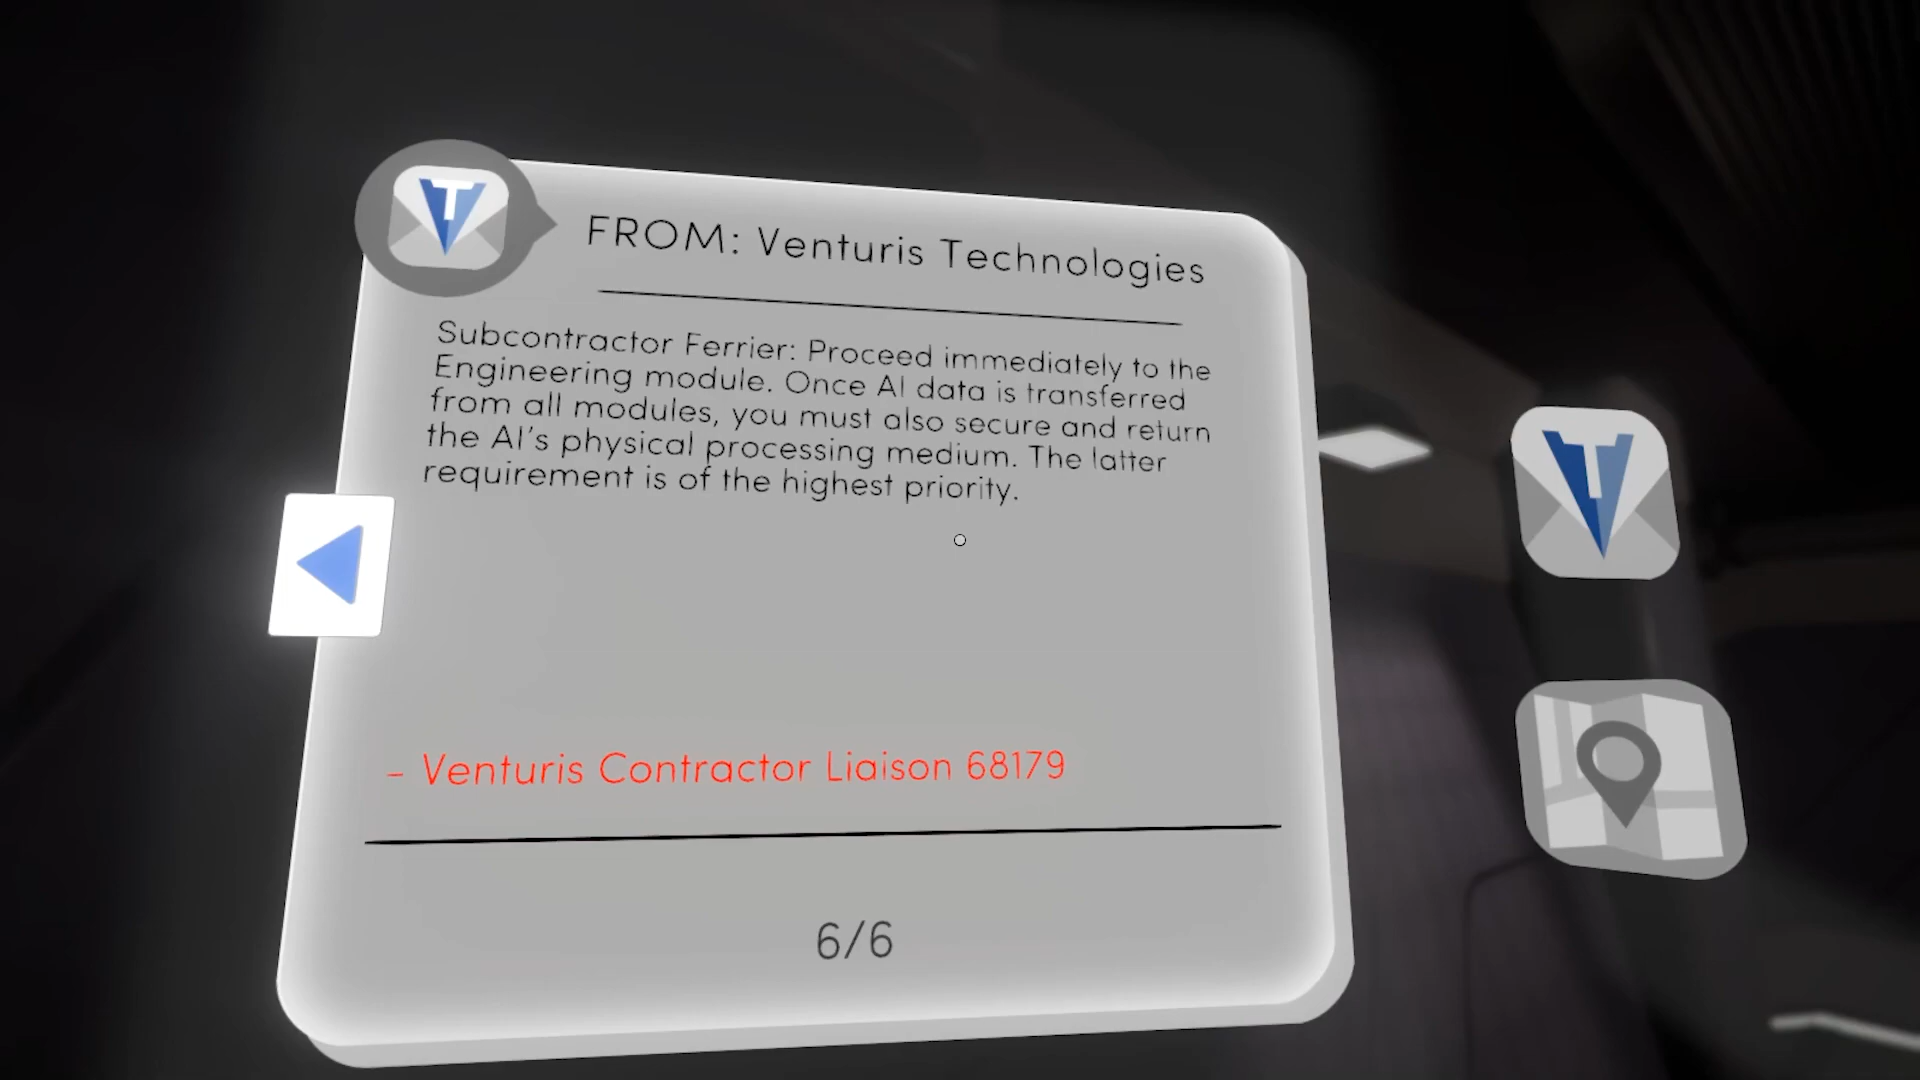 FROM: Venturis Technologies
Subcontractor Ferrier: Proceed immediately to the
Engineering module. Once AI data is transferred
from all modules, you must also secure and return
the AI's physical processing medium. The latter
requirement is of the highest priority.
– Venturis Contractor Liaison 68179
6/6